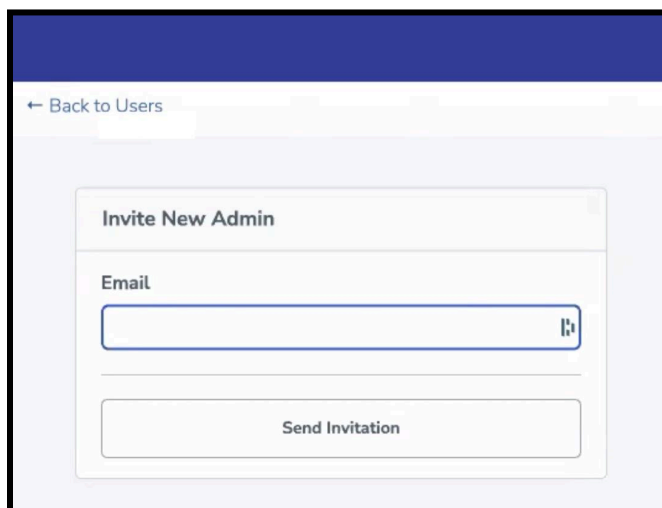 ← Back to Users
Invite New Admin
Email
Send Invitation